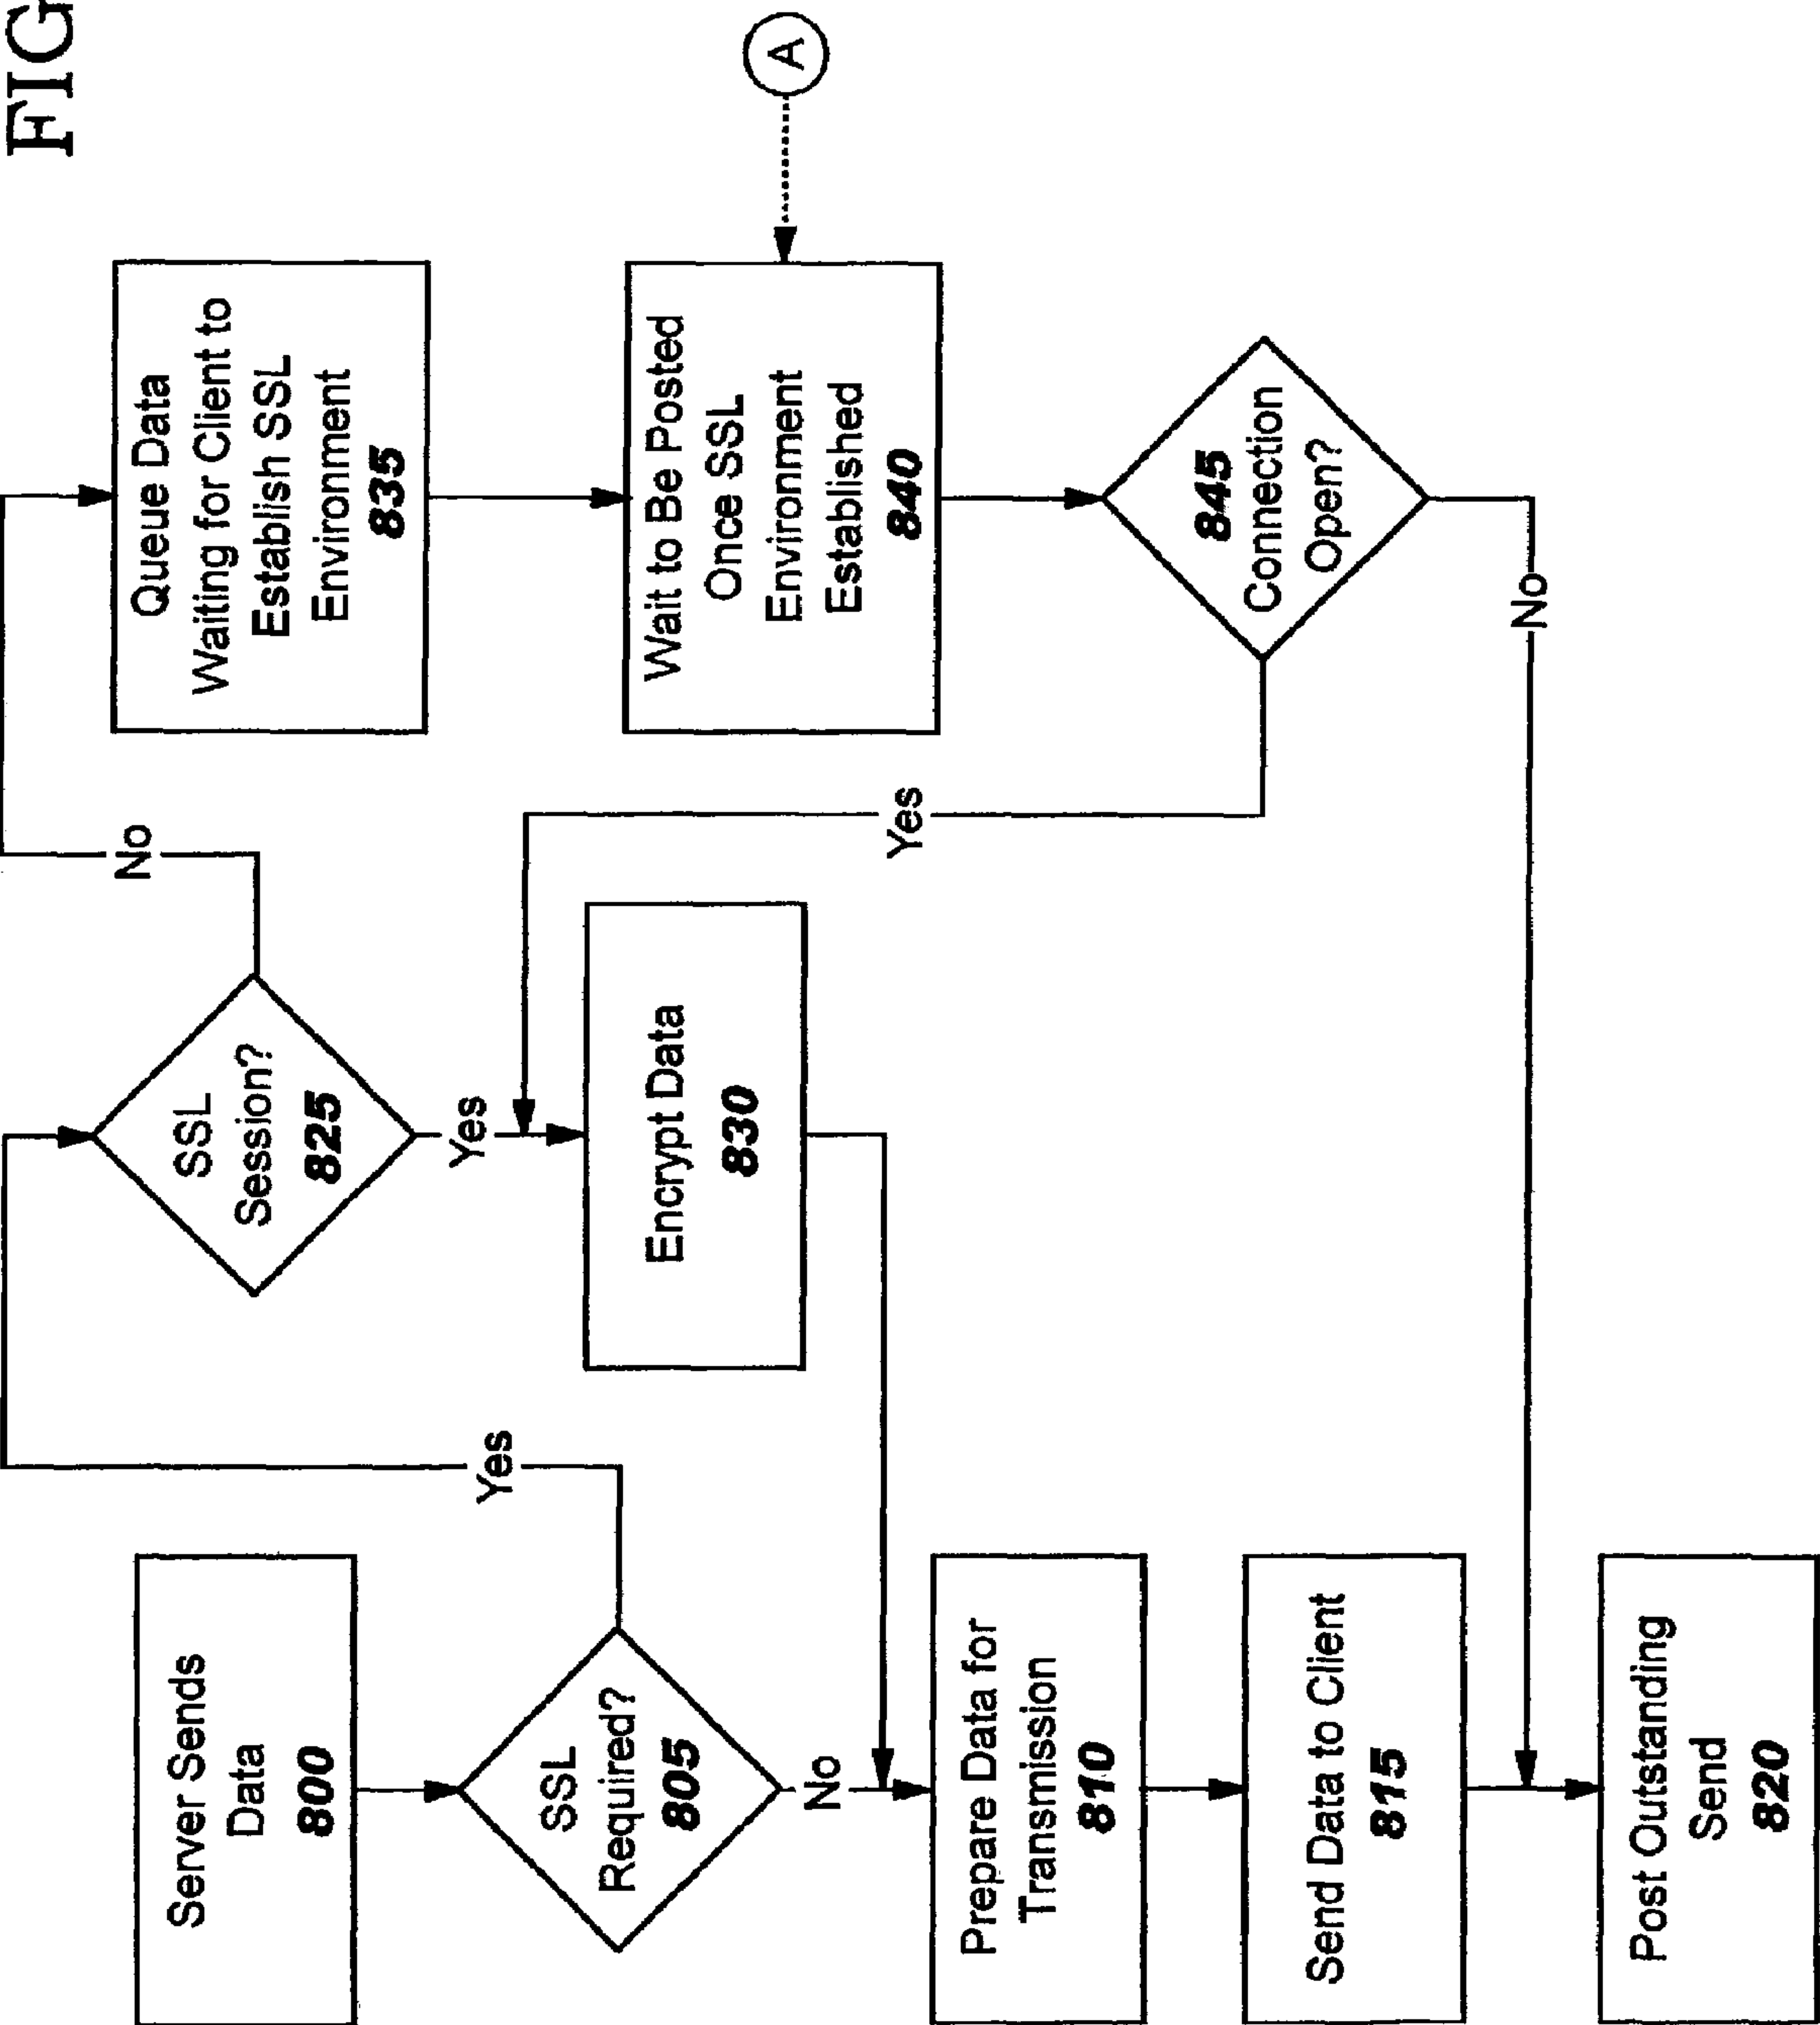 FIG
Server Sends
Data
800
SSL
Required?
805
Yes
No
Prepare Data for
Transmission
810
Send Data to Client
815
Post Outstanding
Send
820
SSL
Session?
825
No
Yes
Encrypt Data
830
Queue Data
Waiting for Client to
Establish SSL
Environment
835
Wait to Be Posted
Once SSL
Environment
Established
840
A
845
Connection
Open?
Yes
No